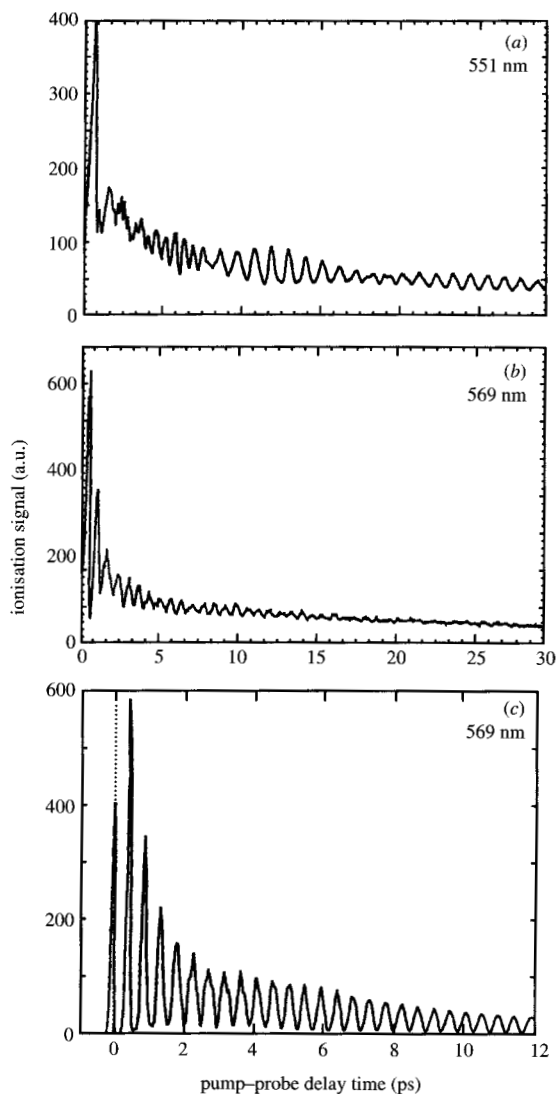 400
(a)
551 nm
300
200
100
0
(b)
569 nm
600
400
200
0
0 5 10 15 20 25 30
ionisation signal (a.u.)
600
(c)
569 nm
400
200
0
0 2 4 6 8 10 12
pump–probe delay time (ps)